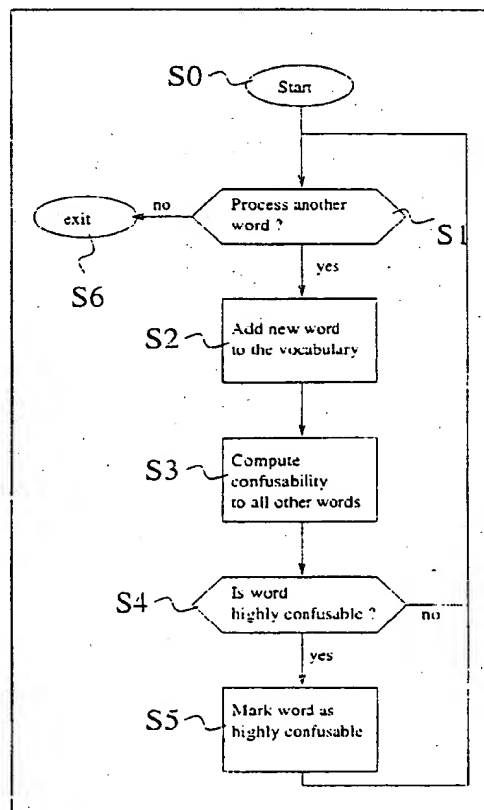 S0
Start
no
exit
Process another
word ?
S1
S6
yes
S2
Add new word
to the vocabulary
S3
Compute
confusability
to all other words
S4
Is word
highly confusable ?
no
yes
S5
Mark word as
highly confusable